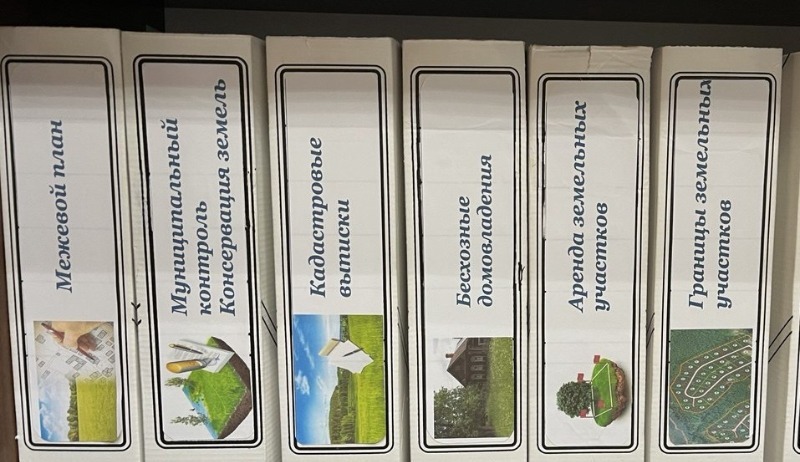 Межевой план
Муниципальный
контроль
Консервация земель
Кадастровые
выписки
Бесхозные
домовладения
Аренда земельных
участков
Границы земельных
участков